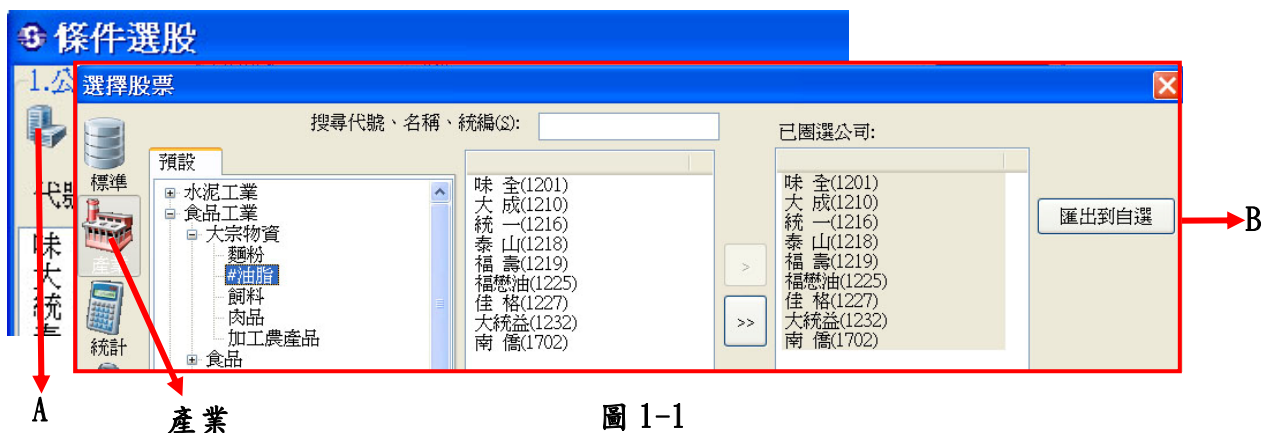 條件選股
1.公
選擇股票
搜尋代號、名稱、統編(S):
已圈選公司:
標準
預設
代號
水泥工業
食品工業
大宗物資
麵粉
#油脂
飼料
肉品
加工農產品
食品
產業
統計
味 全(1201)
大 成(1210)
統 一(1216)
泰 山(1218)
福 壽(1219)
福懋油(1225)
佳 格(1227)
大統益(1232)
南 僑(1702)
>
>>
味 全(1201)
大 成(1210)
統 一(1216)
泰 山(1218)
福 壽(1219)
福懋油(1225)
佳 格(1227)
大統益(1232)
南 僑(1702)
匯出到自選
B
味
大
統
A
產業
圖 1-1